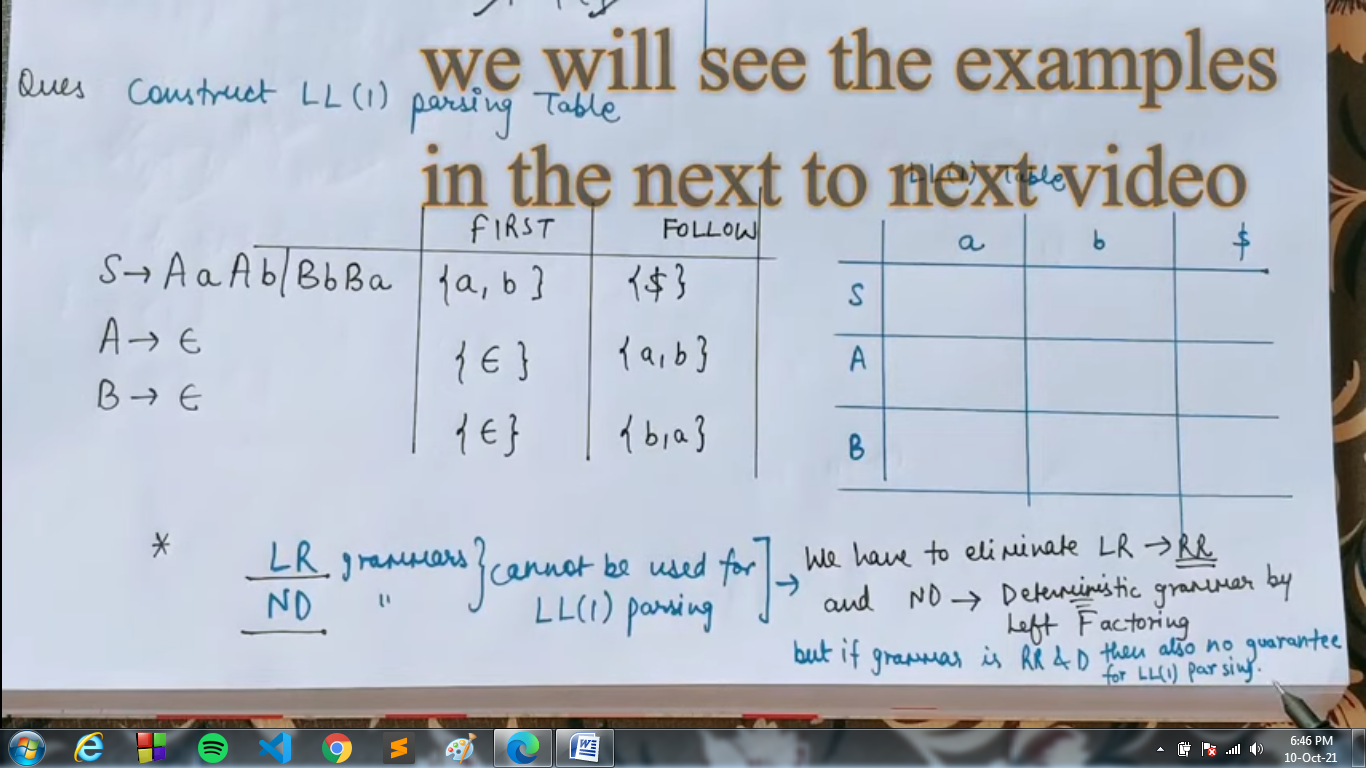 we will see the examples
in the next to next video
Ques Construct LL(1) parsing Table
LL(1) Table
FIRST FOLLOW
S → AaAb|BbBa {a, b} {$}
A → ∈ {∈} {a, b}
B → ∈ {∈} {b, a}
a b $
S
A
B
* LR grammars } cannot be used for ] → We have to eliminate LR → RR
ND " LL(1) parsing and ND → Deterministic grammar by
Left Factoring
but if grammar is RR & D then also no guarantee
for LL(1) parsing.
6:46 PM
10-Oct-21